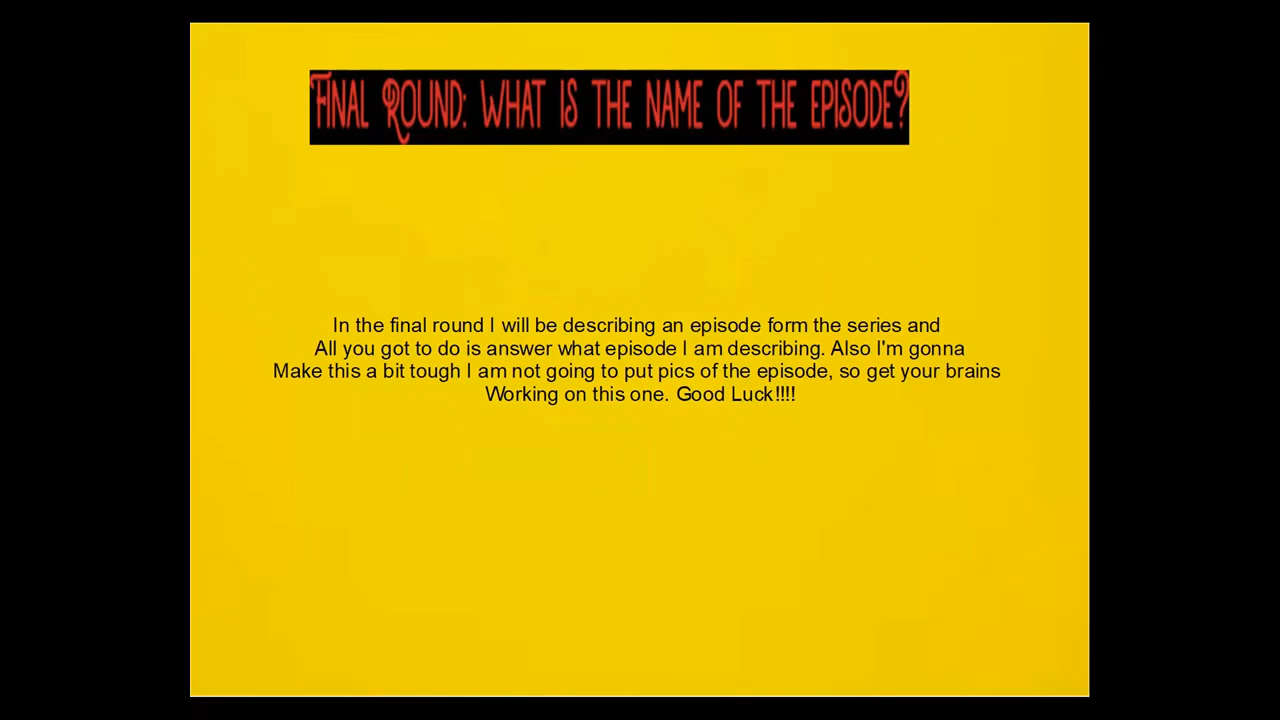 Final Round: What is the name of the episode?
In the final round I will be describing an episode form the series and
All you got to do is answer what episode I am describing. Also I'm gonna
Make this a bit tough I am not going to put pics of the episode, so get your brains
Working on this one. Good Luck!!!!